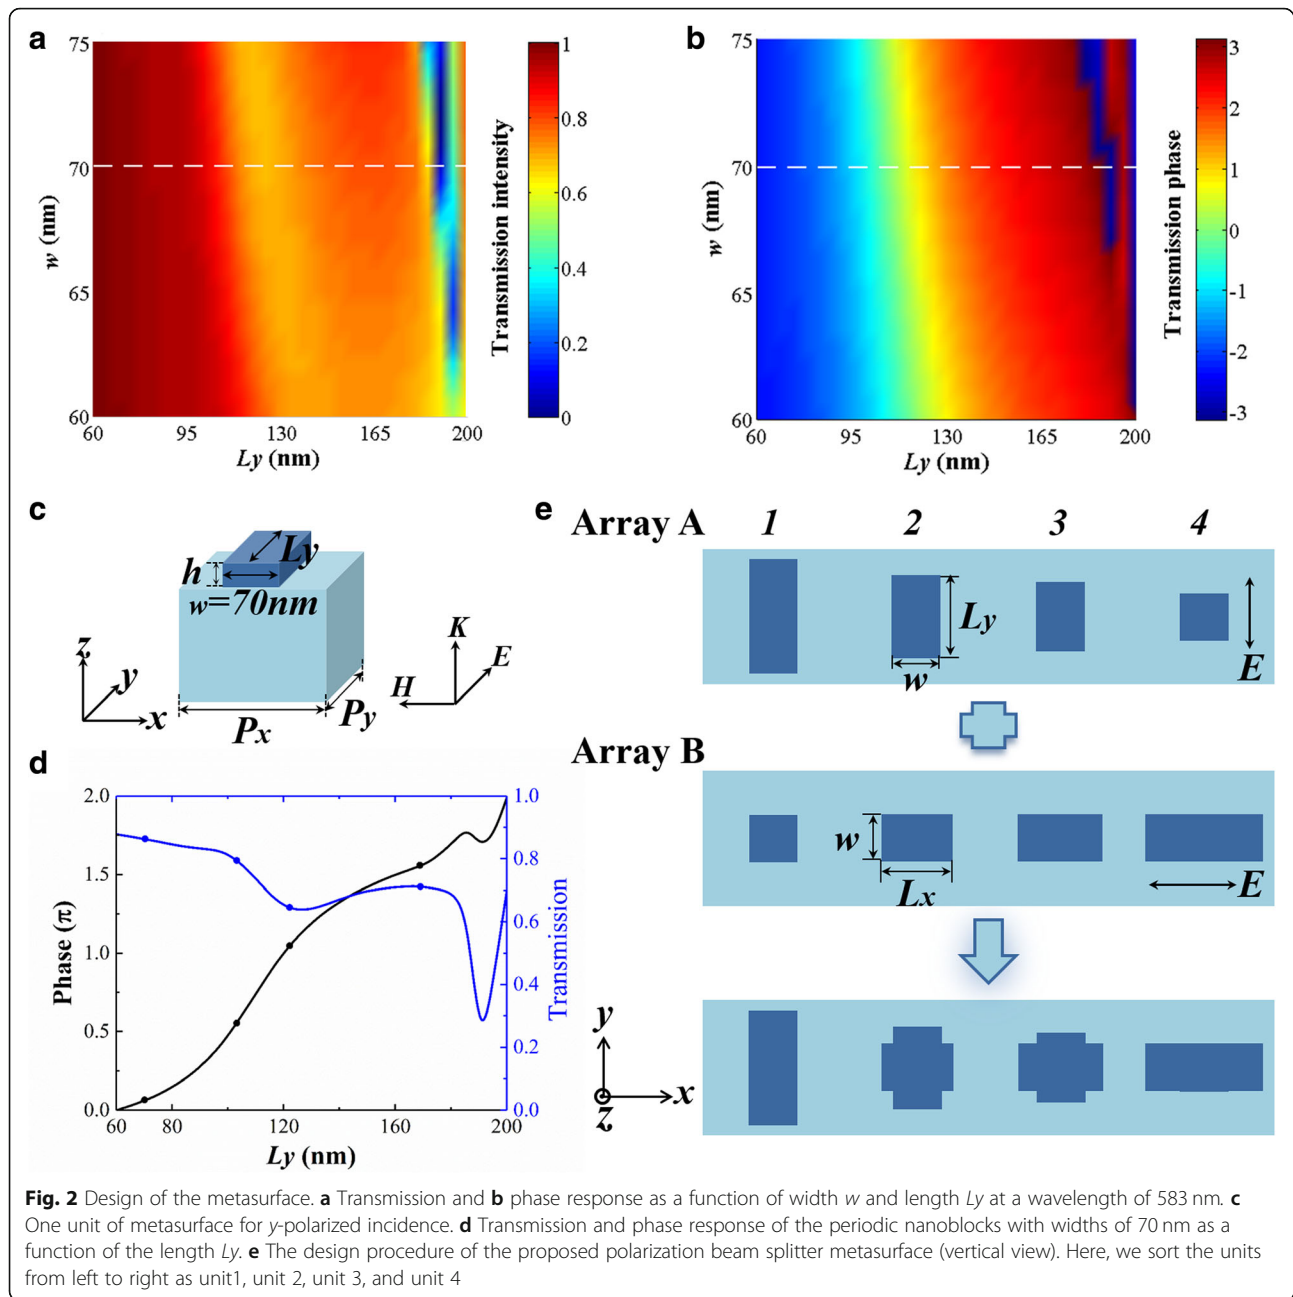 a
75
70
65
60
w (nm)
60 95 130 165 200
Ly (nm)
1
0.8
0.6
0.4
0.2
0
Transmission intensity
b
75
70
65
60
w (nm)
60 95 130 165 200
Ly (nm)
3
2
1
0
-1
-2
-3
Transmission phase
c
Ly
h
w=70nm
z
y
x
Px
Py
K
E
H
d
2.0
1.5
1.0
0.5
0.0
Phase (π)
1.0
0.8
0.6
0.4
0.2
0.0
Transmission
60 80 120 160 200
Ly (nm)
e
Array A 1 2 3 4
Ly
w
E
Array B
w
Lx
E
y
x
z
Fig. 2 Design of the metasurface. a Transmission and b phase response as a function of width w and length Ly at a wavelength of 583 nm. c
One unit of metasurface for y-polarized incidence. d Transmission and phase response of the periodic nanoblocks with widths of 70 nm as a
function of the length Ly. e The design procedure of the proposed polarization beam splitter metasurface (vertical view). Here, we sort the units
from left to right as unit1, unit 2, unit 3, and unit 4